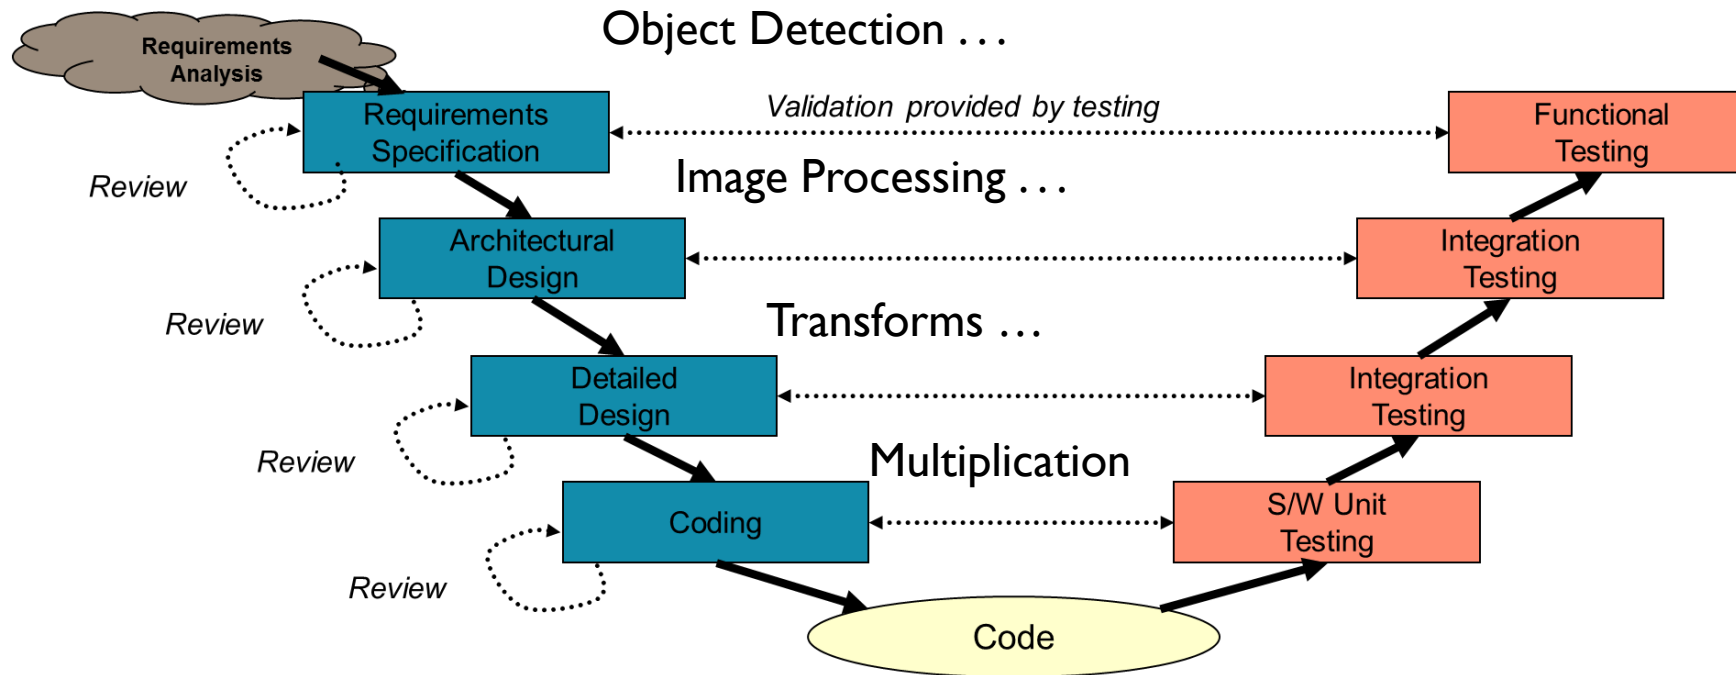 Object Detection …
Requirements
Analysis
Requirements
Specification
Validation provided by testing
Functional
Testing
Review
Image Processing …
Architectural
Design
Integration
Testing
Review
Transforms …
Detailed
Design
Integration
Testing
Review
Multiplication
Coding
S/W Unit
Testing
Review
Code